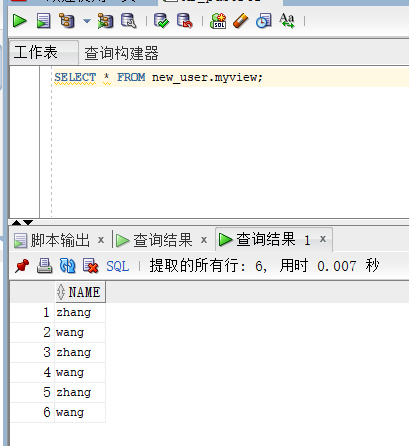 工作表 查询构建器
SELECT * FROM new_user.myview;
脚本输出 x 查询结果 x 查询结果 1 x
SQL | 提取的所有行: 6, 用时 0.007 秒
NAME
1 zhang
2 wang
3 zhang
4 wang
5 zhang
6 wang